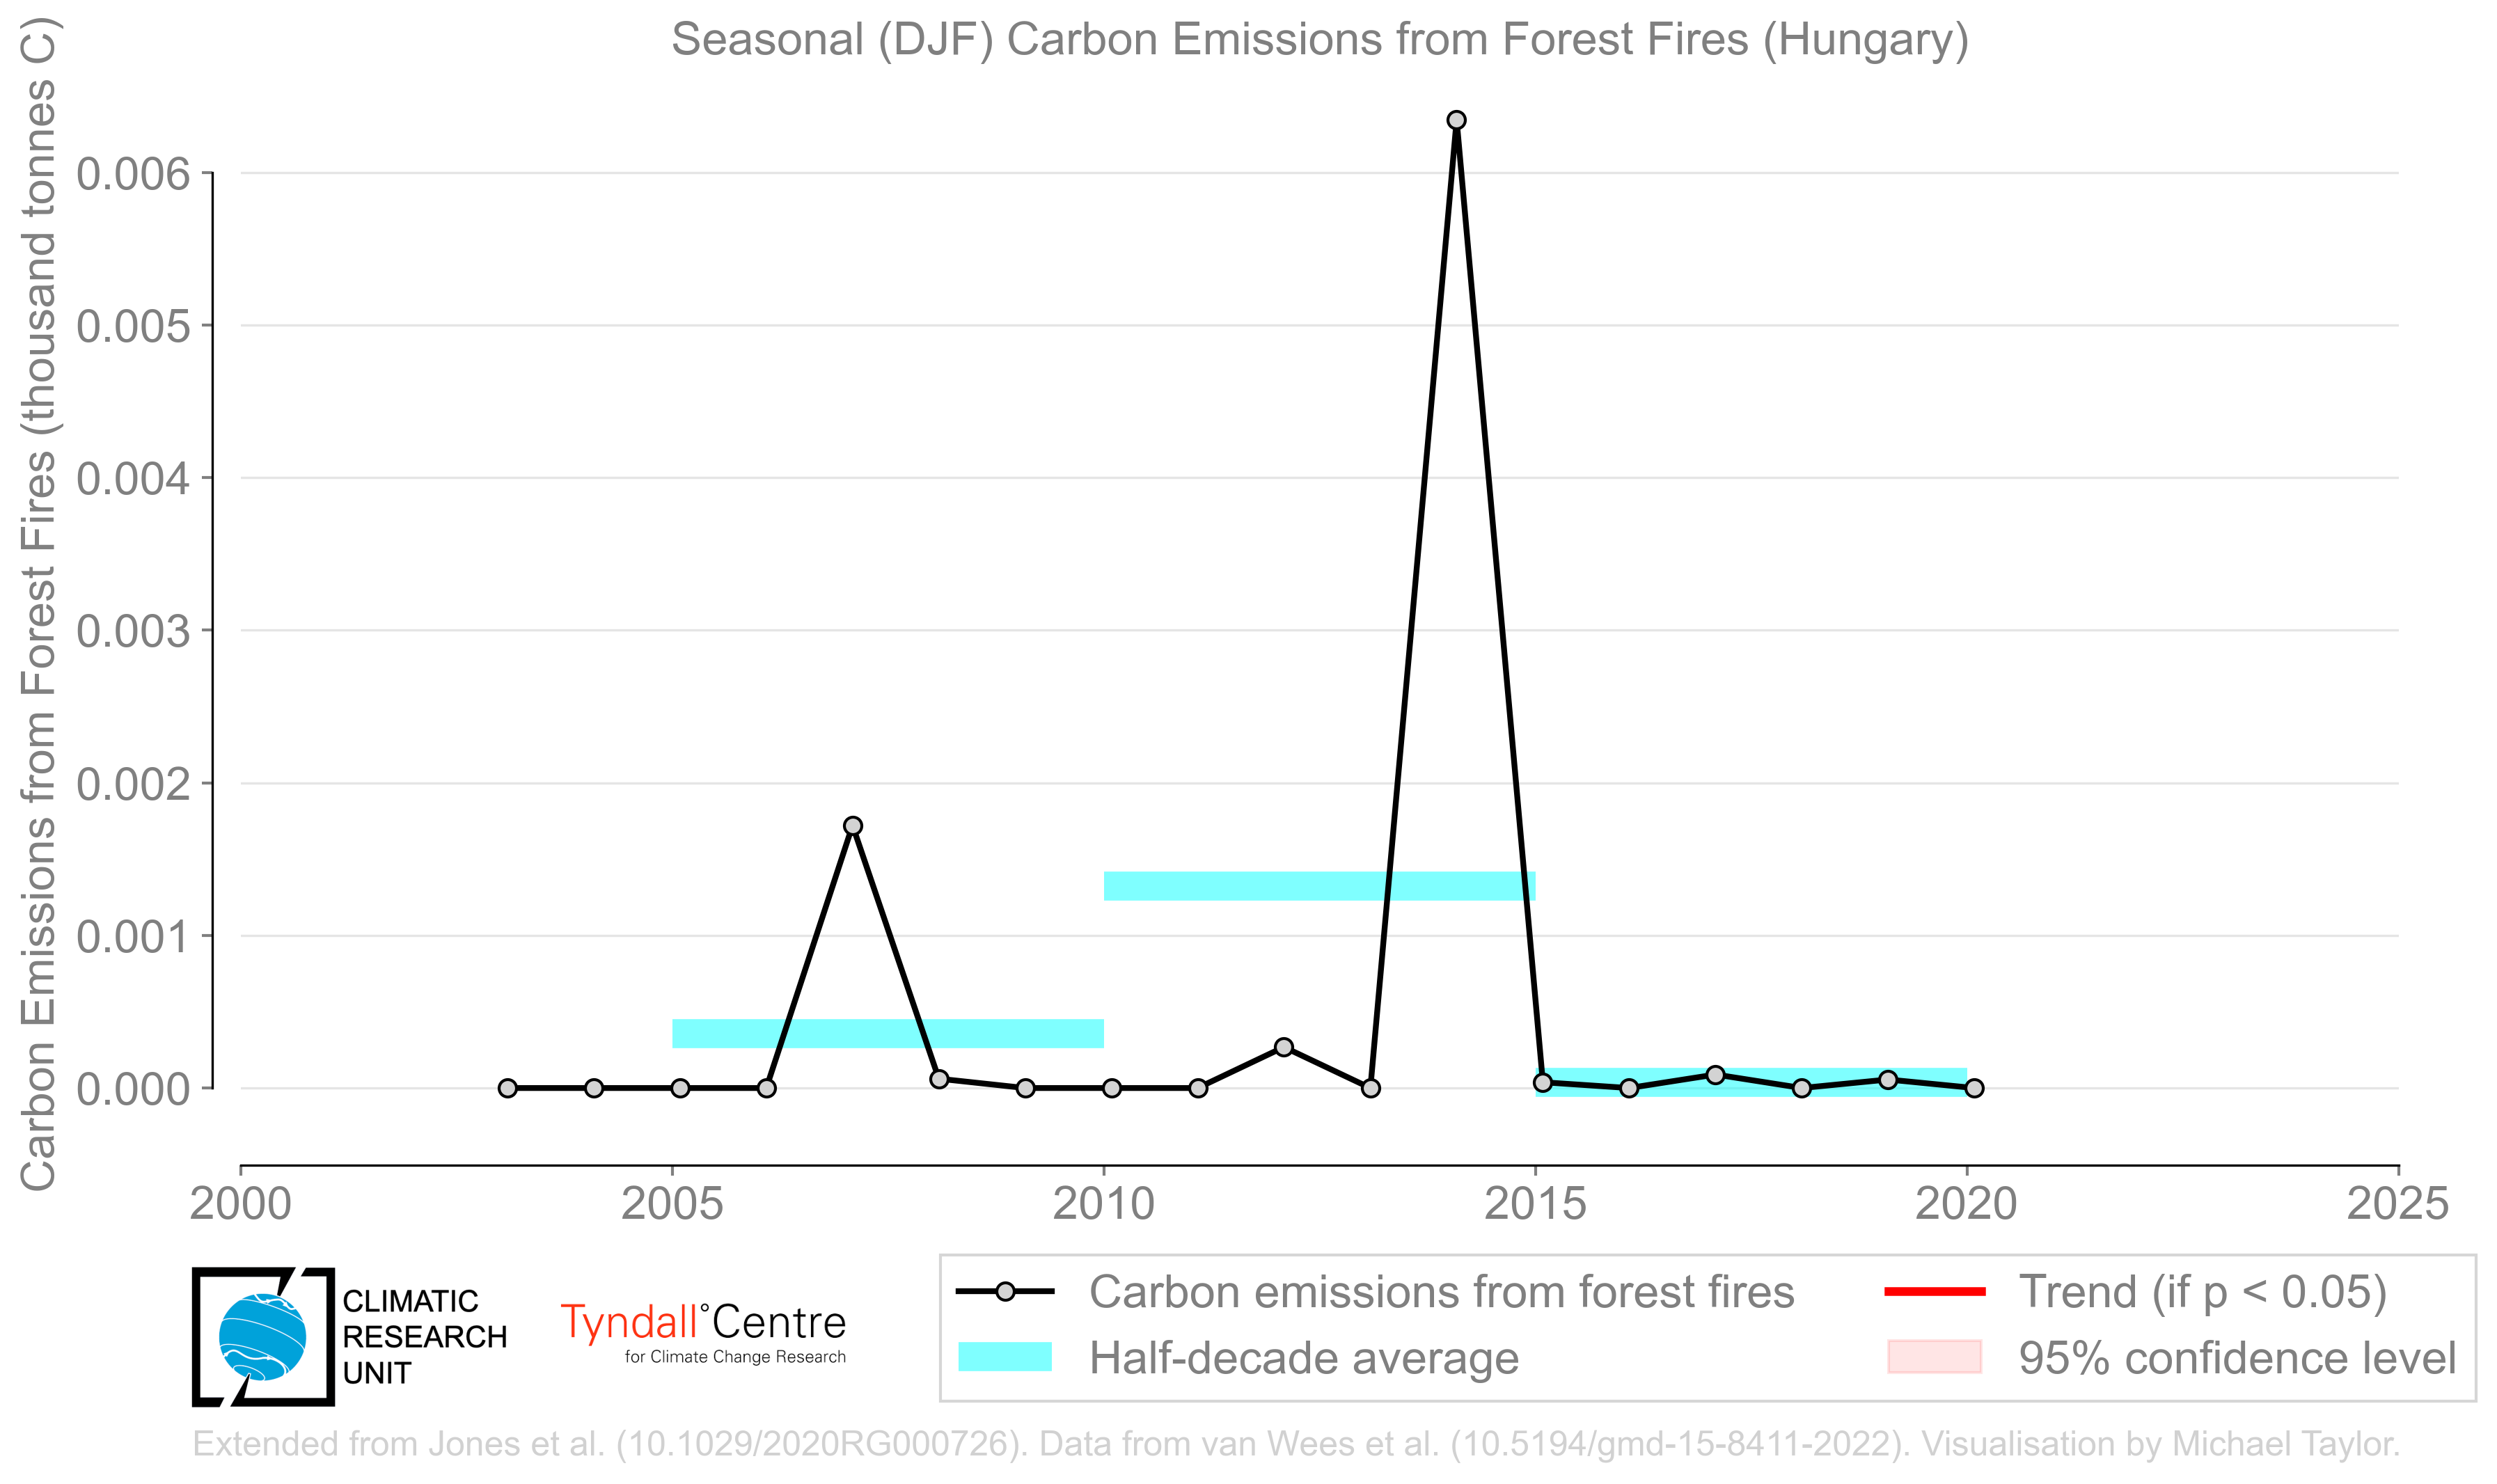 Seasonal (DJF) Carbon Emissions from Forest Fires (Hungary)
Carbon Emissions from Forest Fires (thousand tonnes C)
0.006
0.005
0.004
0.003
0.002
0.001
0.000
2000 2005 2010 2015 2020 2025
CLIMATIC
RESEARCH
UNIT
Tyndall°Centre
for Climate Change Research
Carbon emissions from forest fires
Half-decade average
Trend (if p < 0.05)
95% confidence level
Extended from Jones et al. (10.1029/2020RG000726). Data from van Wees et al. (10.5194/gmd-15-8411-2022). Visualisation by Michael Taylor.